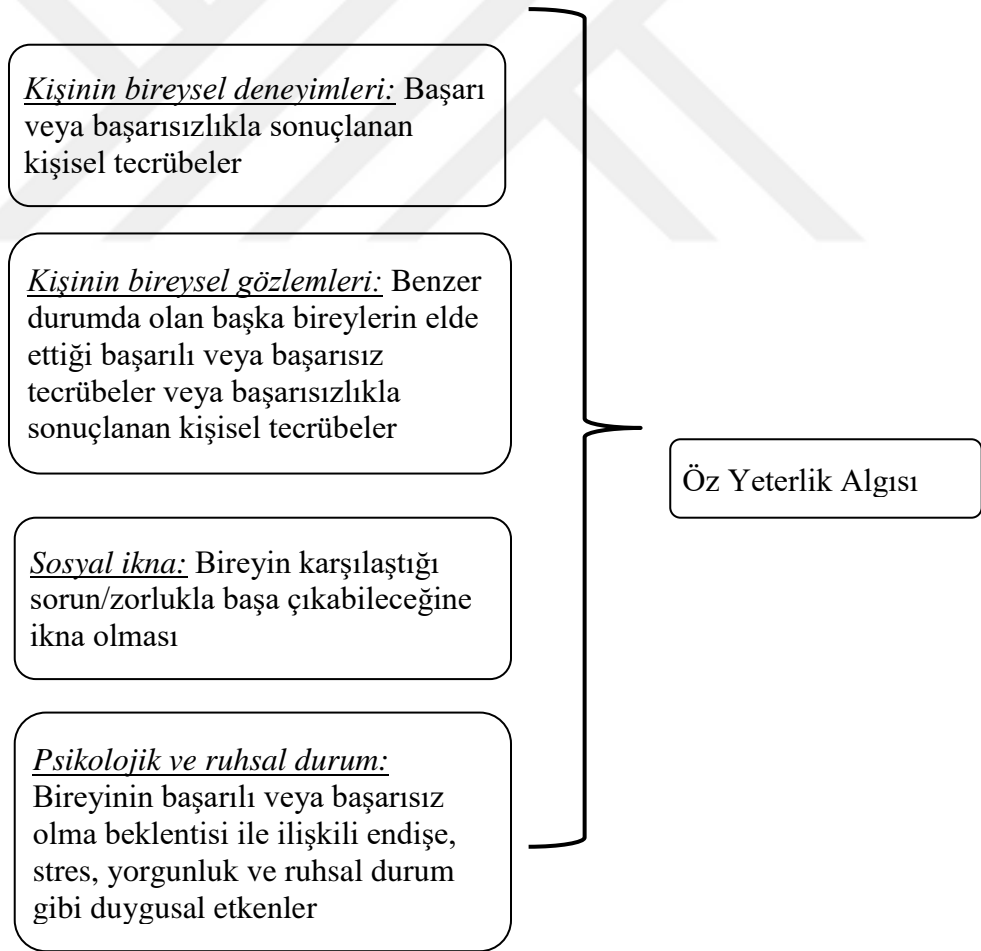 Kişinin bireysel deneyimleri: Başarı
veya başarısızlıkla sonuçlanan
kişisel tecrübeler
Kişinin bireysel gözlemleri: Benzer
durumda olan başka bireylerin elde
ettiği başarılı veya başarısız
tecrübeler veya başarısızlıkla
sonuçlanan kişisel tecrübeler
Öz Yeterlik Algısı
Sosyal ikna: Bireyin karşılaştığı
sorun/zorlukla başa çıkabileceğine
ikna olması
Psikolojik ve ruhsal durum:
Bireyinin başarılı veya başarısız
olma beklentisi ile ilişkili endişe,
stres, yorgunluk ve ruhsal durum
gibi duygusal etkenler